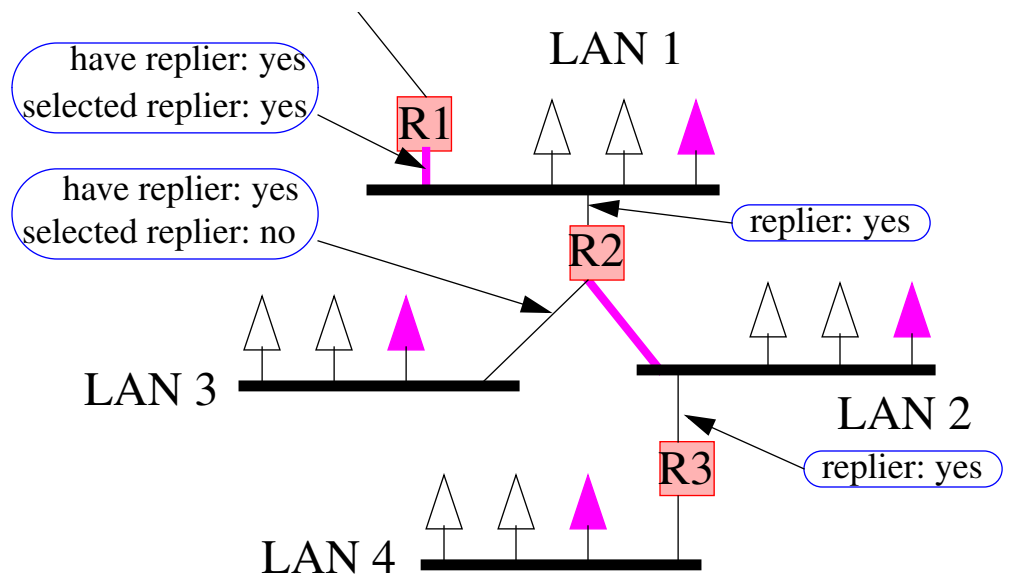 LAN 1
have replier: yes
selected replier: yes
R1
have replier: yes
selected replier: no
replier: yes
R2
LAN 3
LAN 2
replier: yes
R3
LAN 4